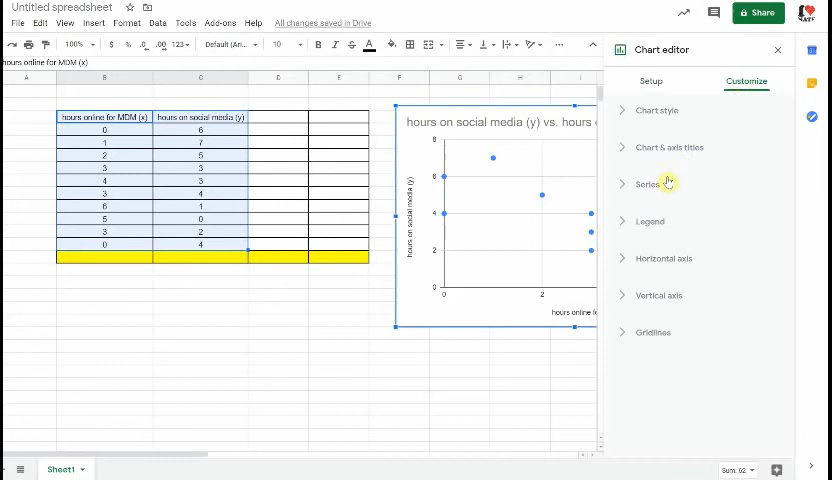 Untitled spreadsheet
File Edit View Insert Format Data Tools Add-ons Help All changes saved in Drive
Share
100% $ % .0 .00 123 Default (Ari... 10 B I S A
hours online for MDM (x)
A B C D E F G H I
hours online for MDM (x) hours on social media (y)
0 6
1 7
2 5
3 3
4 3
3 4
6 1
5 0
3 2
0 4
hours on social media (y) vs. hours
hours on social media (y)
8
6
4
2
0
0 2
hours online fo
Chart editor
Setup Customize
Chart style
Chart & axis titles
Series
Legend
Horizontal axis
Vertical axis
Gridlines
Sheet1
Sum: 62